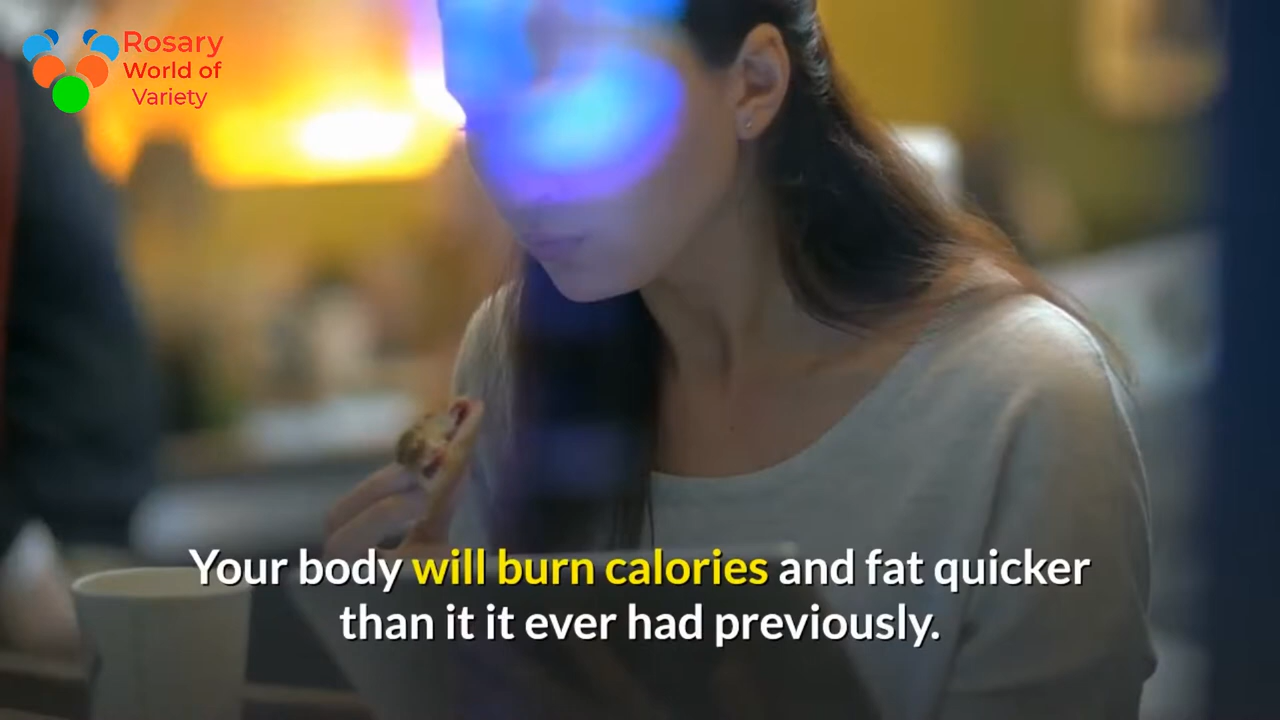 Rosary
World of
Variety
Your body will burn calories and fat quicker
than it it ever had previously.